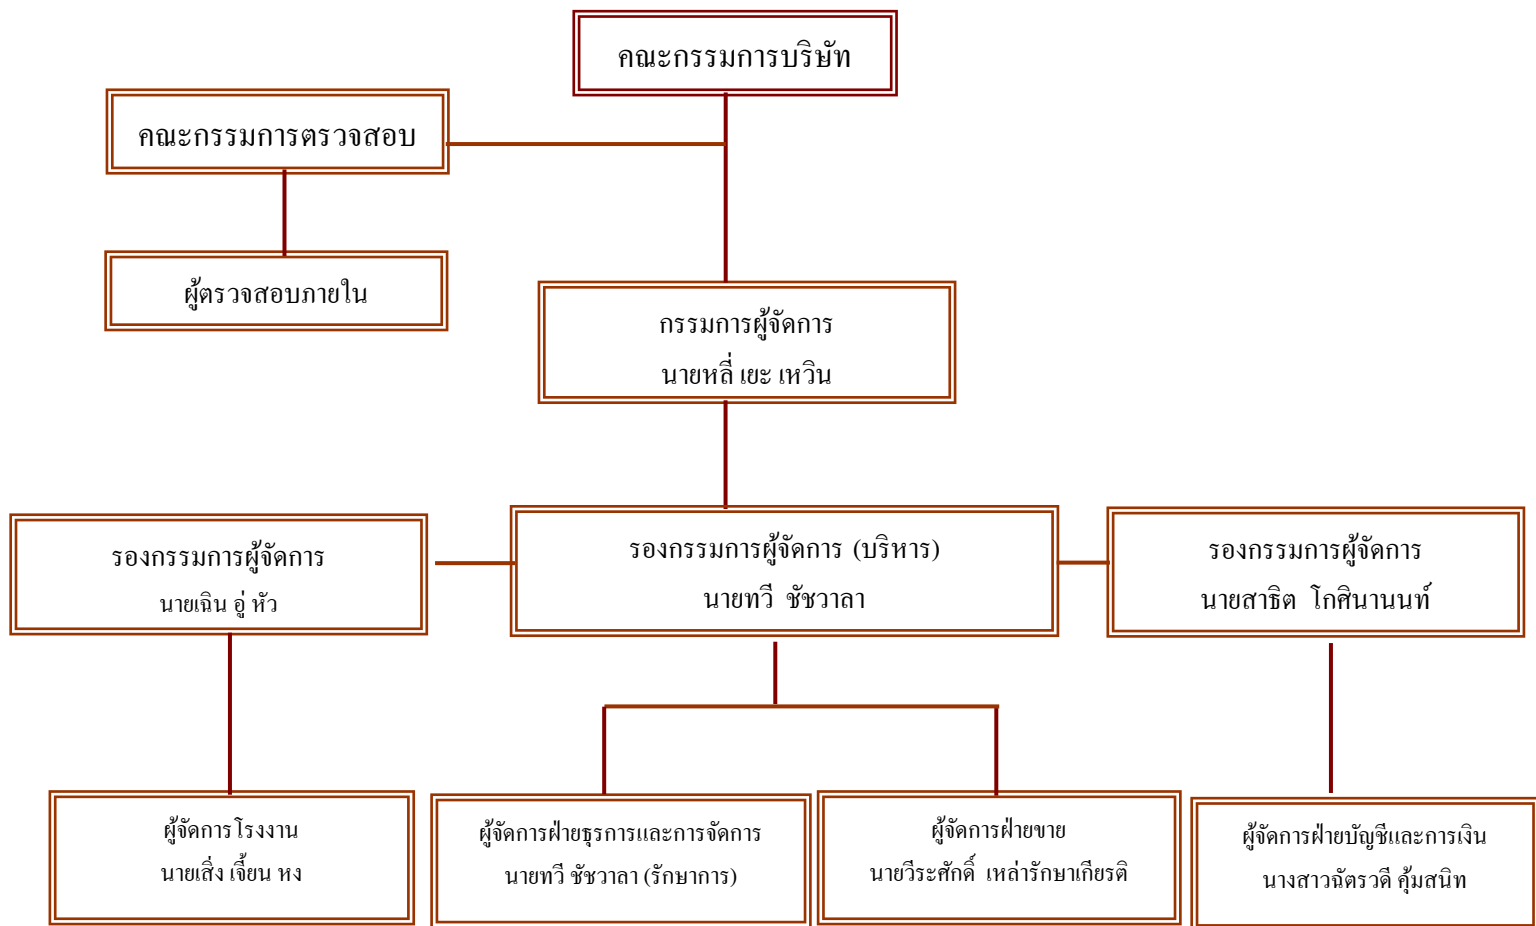 คณะกรรมการบริษัท
คณะกรรมการตรวจสอบ
ผู้ตรวจสอบภายใน
กรรมการผู้จัดการ
นายหลี่ เยะ เหวิน
รองกรรมการผู้จัดการ
นายเฉิน อู่ หัว
รองกรรมการผู้จัดการ (บริหาร)
นายทวี ชัชวาลา
รองกรรมการผู้จัดการ
นายสาธิต โกศินานนท์
ผู้จัดการโรงงาน
นายเสิ่ง เจี้ยน หง
ผู้จัดการฝ่ายธุรการและการจัดการ
นายทวี ชัชวาลา (รักษาการ)
ผู้จัดการฝ่ายขาย
นายวีระศักดิ์ เหล่ารักษาเกียรติ
ผู้จัดการฝ่ายบัญชีและการเงิน
นางสาวฉัตรวดี คุ้มสนิท